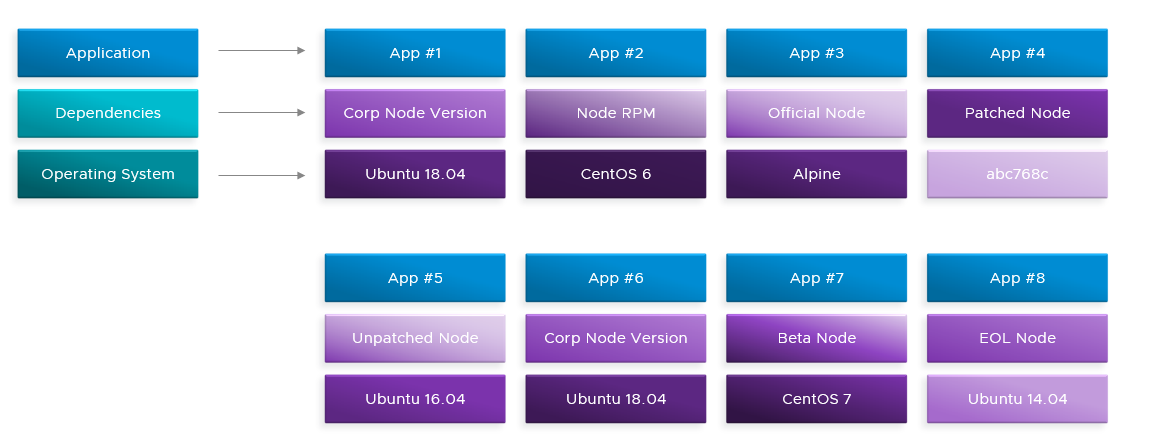 Application
App #1
App #2
App #3
App #4
Dependencies
Corp Node Version
Node RPM
Official Node
Patched Node
Operating System
Ubuntu 18.04
CentOS 6
Alpine
abc768c
App #5
App #6
App #7
App #8
Unpatched Node
Corp Node Version
Beta Node
EOL Node
Ubuntu 16.04
Ubuntu 18.04
CentOS 7
Ubuntu 14.04